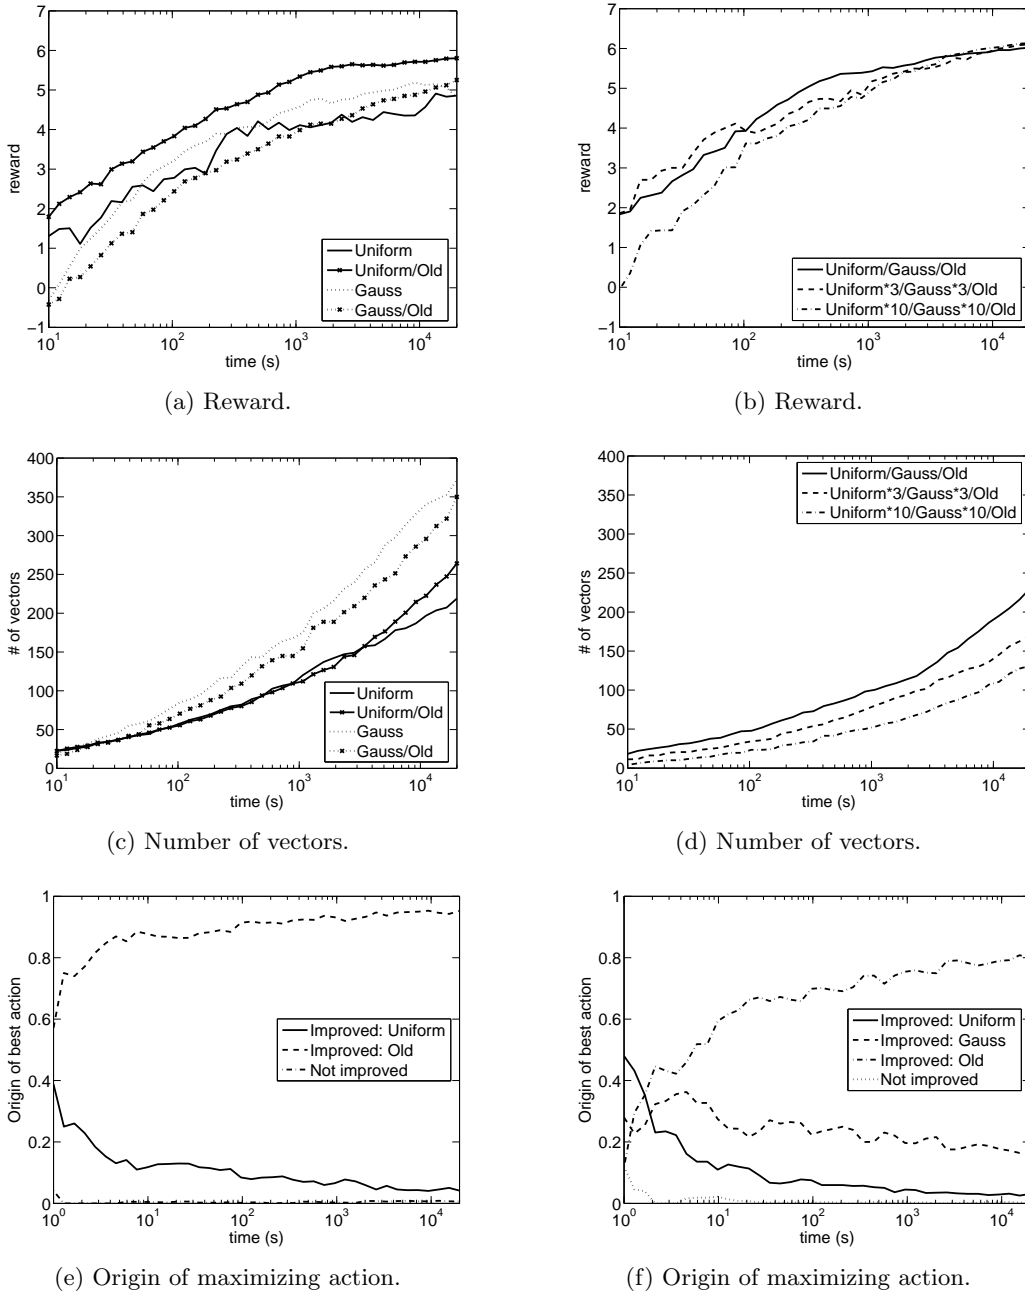 7
6
5
4
3
2
1
0
−1
reward
Uniform
Uniform/Old
Gauss
Gauss/Old
10^1 10^2 10^3 10^4
time (s)
(a) Reward.
7
6
5
4
3
2
1
0
−1
reward
Uniform/Gauss/Old
Uniform*3/Gauss*3/Old
Uniform*10/Gauss*10/Old
10^1 10^2 10^3 10^4
time (s)
(b) Reward.
400
350
300
250
200
150
100
50
0
# of vectors
Uniform
Uniform/Old
Gauss
Gauss/Old
10^1 10^2 10^3 10^4
time (s)
(c) Number of vectors.
400
350
300
250
200
150
100
50
0
# of vectors
Uniform/Gauss/Old
Uniform*3/Gauss*3/Old
Uniform*10/Gauss*10/Old
10^1 10^2 10^3 10^4
time (s)
(d) Number of vectors.
1
0.8
0.6
0.4
0.2
0
Origin of best action
Improved: Uniform
Improved: Old
Not improved
10^0 10^1 10^2 10^3 10^4
time (s)
(e) Origin of maximizing action.
1
0.8
0.6
0.4
0.2
0
Origin of best action
Improved: Uniform
Improved: Gauss
Improved: Old
Not improved
10^0 10^1 10^2 10^3 10^4
time (s)
(f) Origin of maximizing action.